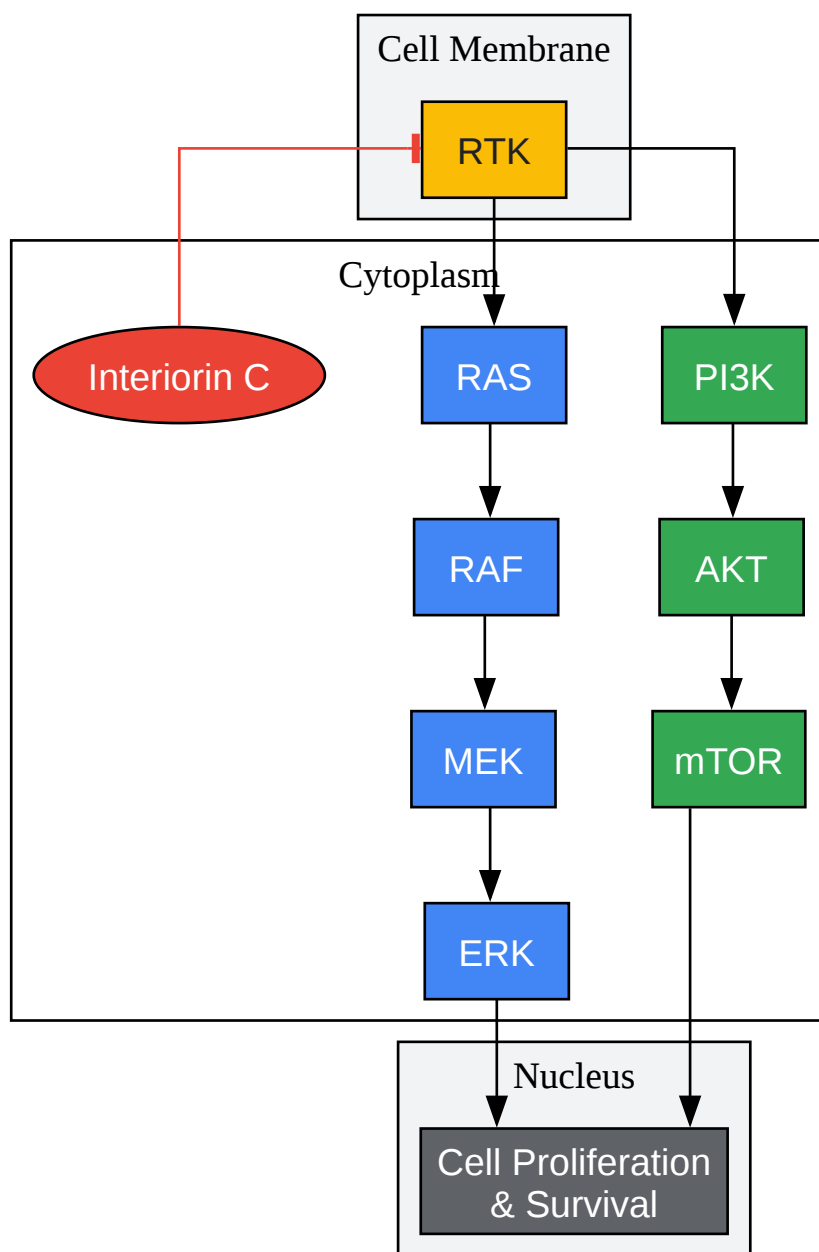 Cell Membrane
RTK
Cytoplasm
Interiorin C
RAS
PI3K
RAF
AKT
MEK
mTOR
ERK
Nucleus
Cell Proliferation
& Survival